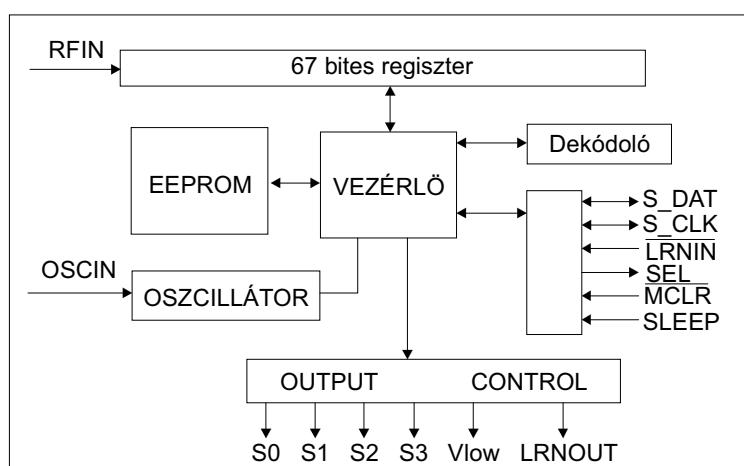 RFIN
67 bites regiszter
EEPROM
VEZÉRLÖ
Dekódoló
S_DAT
S_CLK
LRNIN
SEL
MCLR
SLEEP
OSCIN
OSZCILLÁTOR
OUTPUT CONTROL
S0 S1 S2 S3 Vlow LRNOUT